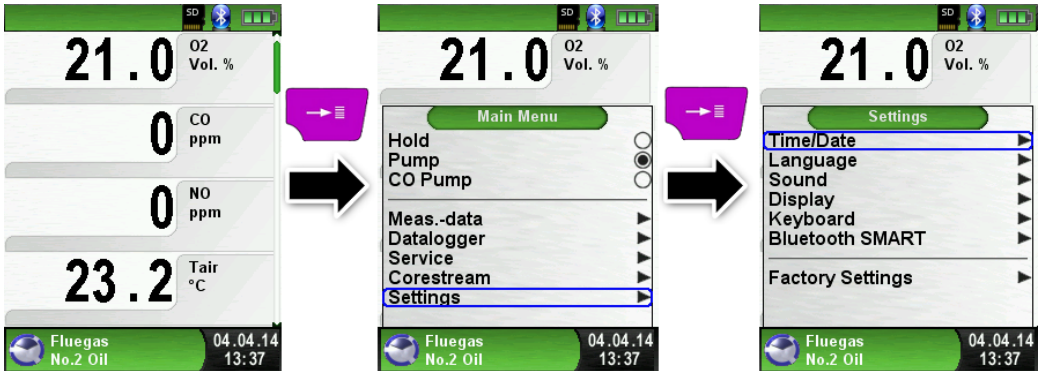 SD
21.0 O2 Vol. %
0 CO ppm
0 NO ppm
23.2 Tair °C
Fluegas 04.04.14
No.2 Oil 13:37
SD
21.0 O2 Vol. %
Main Menu
Hold
Pump
CO Pump
Meas.-data
Datalogger
Service
Corestream
Settings
Fluegas 04.04.14
No.2 Oil 13:37
SD
21.0 O2 Vol. %
Settings
Time/Date
Language
Sound
Display
Keyboard
Bluetooth SMART
Factory Settings
Fluegas 04.04.14
No.2 Oil 13:37